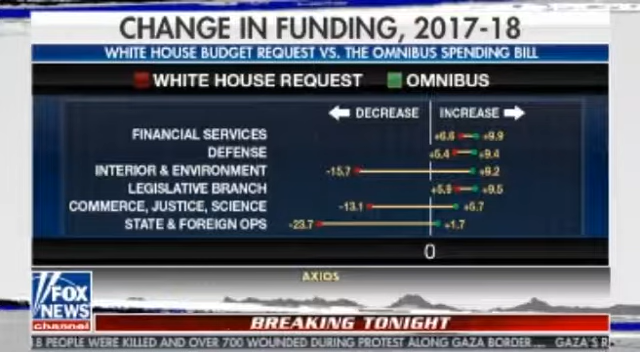 CHANGE IN FUNDING, 2017-18
WHITE HOUSE BUDGET REQUEST VS. THE OMNIBUS SPENDING BILL
WHITE HOUSE REQUEST OMNIBUS
DECREASE INCREASE
FINANCIAL SERVICES +6.6 +9.9
DEFENSE +5.4 +9.4
INTERIOR & ENVIRONMENT -15.7 +9.2
LEGISLATIVE BRANCH +5.9 +9.5
COMMERCE, JUSTICE, SCIENCE -13.1 +5.7
STATE & FOREIGN OPS -23.7 +1.7
0
AXIOS
FOX
NEWS
channel
BREAKING TONIGHT
8 PEOPLE WERE KILLED AND OVER 700 WOUNDED DURING PROTEST ALONG GAZA BORDER... GAZA'S